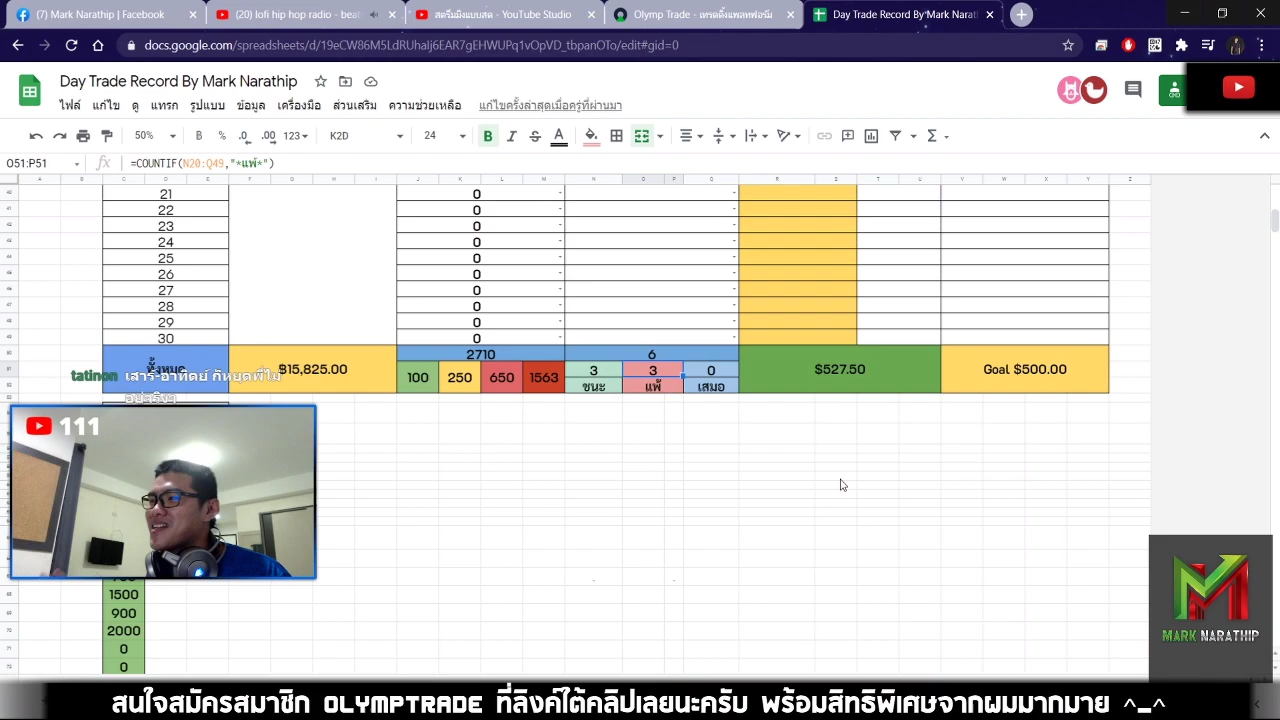 (7) Mark Narathip | Facebook
(20) lofi hip hop radio - bea
สตรีมมิงแบบสด - YouTube Studio
Olymp Trade - เทรดดิ้งแพลทฟอร์ม
Day Trade Record By Mark Narat
docs.google.com/spreadsheets/d/19eCW86M5LdRUhaIj6EAR7gEHWUPq1vOpVD_tbpanOTo/edit#gid=0
Day Trade Record By Mark Narathip
ไฟล์ แก้ไข ดู แทรก รูปแบบ ข้อมูล เครื่องมือ ส่วนเสริม ความช่วยเหลือ แก้ไขครั้งล่าสุดเมื่อครู่ที่ผ่านมา
50% B % .0 .00 123 K2D 24 B I S A
O51:P51 fx =COUNTIF(N20:Q49,"*แพ้*")
A B C D E F G H I J K L M N O P Q R S T U V W X Y Z
21 0 - -
22 0 - -
23 0 - -
24 0 - -
25 0 - -
26 0 - -
27 0 - -
28 0 - -
29 0 - -
30 0 - -
ทั้งหมด $15,825.00 2710 6 $527.50 Goal $500.00
100 250 650 1563 3 3 0
ชนะ แพ้ เสมอ
tatinon เสาร์-อาทิตย์ ก็หยุดพี่ไม่
111
1500
900
2000
0
0
MARK NARATHIP
สนใจสมัครสมาชิก OLYMPTRADE ที่ลิงค์ใต้คลิปเลยนะครับ พร้อมสิทธิพิเศษจากผมมากมาย ^_^